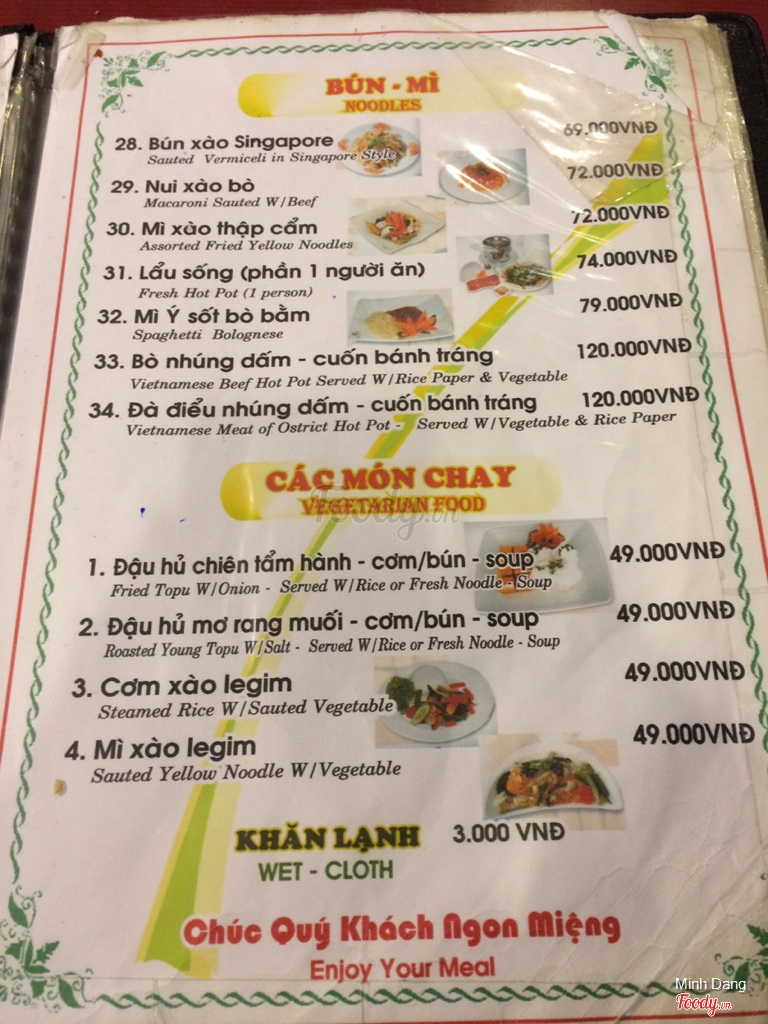 BÚN - MÌ
NOODLES
28. Bún xào Singapore 69.000VNĐ
Sauted Vermiceli in Singapore Style
29. Nui xào bò 72.000VNĐ
Macaroni Sauted W/Beef
30. Mì xào thập cẩm 72.000VNĐ
Assorted Fried Yellow Noodles
31. Lẩu sống (phần 1 người ăn) 74.000VNĐ
Fresh Hot Pot (1 person)
32. Mì Ý sốt bò bằm 79.000VNĐ
Spaghetti Bolognese
33. Bò nhúng dấm - cuốn bánh tráng 120.000VNĐ
Vietnamese Beef Hot Pot Served W/Rice Paper & Vegetable
34. Đà điểu nhúng dấm - cuốn bánh tráng 120.000VNĐ
Vietnamese Meat of Ostrict Hot Pot - Served W/Vegetable & Rice Paper
CÁC MÓN CHAY
VEGETARIAN FOOD
Foody.vn
1. Đậu hủ chiên tẩm hành - cơm/bún - soup 49.000VNĐ
Fried Topu W/Onion - Served W/Rice or Fresh Noodle - Soup
2. Đậu hủ mơ rang muối - cơm/bún - soup 49.000VNĐ
Roasted Young Topu W/Salt - Served W/Rice or Fresh Noodle - Soup
3. Cơm xào legim 49.000VNĐ
Steamed Rice W/Sauted Vegetable
4. Mì xào legim 49.000VNĐ
Sauted Yellow Noodle W/Vegetable
KHĂN LẠNH 3.000 VNĐ
WET - CLOTH
Chúc Quý Khách Ngon Miệng
Enjoy Your Meal
Minh Dang
Foody.vn